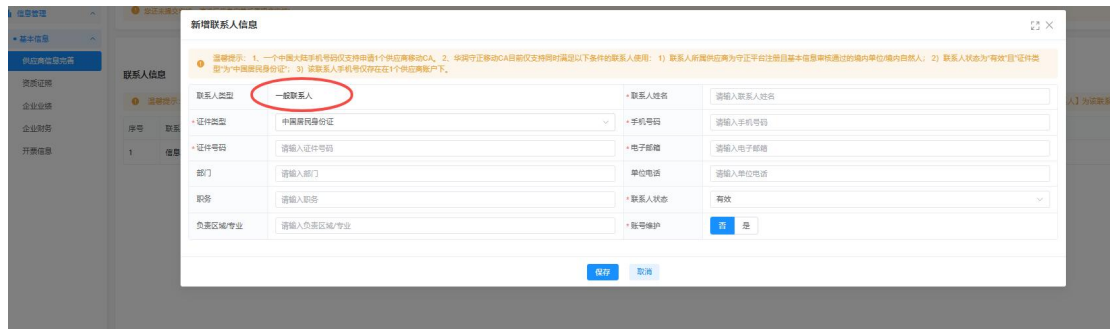 信息管理
基本信息
供应商信息完善
资质证照
企业业绩
企业财务
开票信息
联系人信息
温馨提示
序号 联系
1 信息
新增联系人信息
温馨提示：1、一个中国大陆手机号码仅支持申请1个供应商移动CA。2、华润守正移动CA目前仅支持同时满足以下条件的联系人使用：1）联系人所属供应商为守正平台注册且基本信息审核通过的境内单位/境内自然人；2）联系人状态为“有效”且“证件类
型”为“中国居民身份证”；3）该联系人手机号仅存在在1个供应商账户下。
联系人类型 一般联系人 *联系人姓名 请输入联系人姓名
*证件类型 中国居民身份证 *手机号码 请输入手机号码
*证件号码 请输入证件号码 *电子邮箱 请输入电子邮箱
部门 请输入部门 单位电话 请输入单位电话
职务 请输入职务 *联系人状态 有效
负责区域/专业 请输入负责区域/专业 *账号维护 否 是
保存 取消
人】为该联系